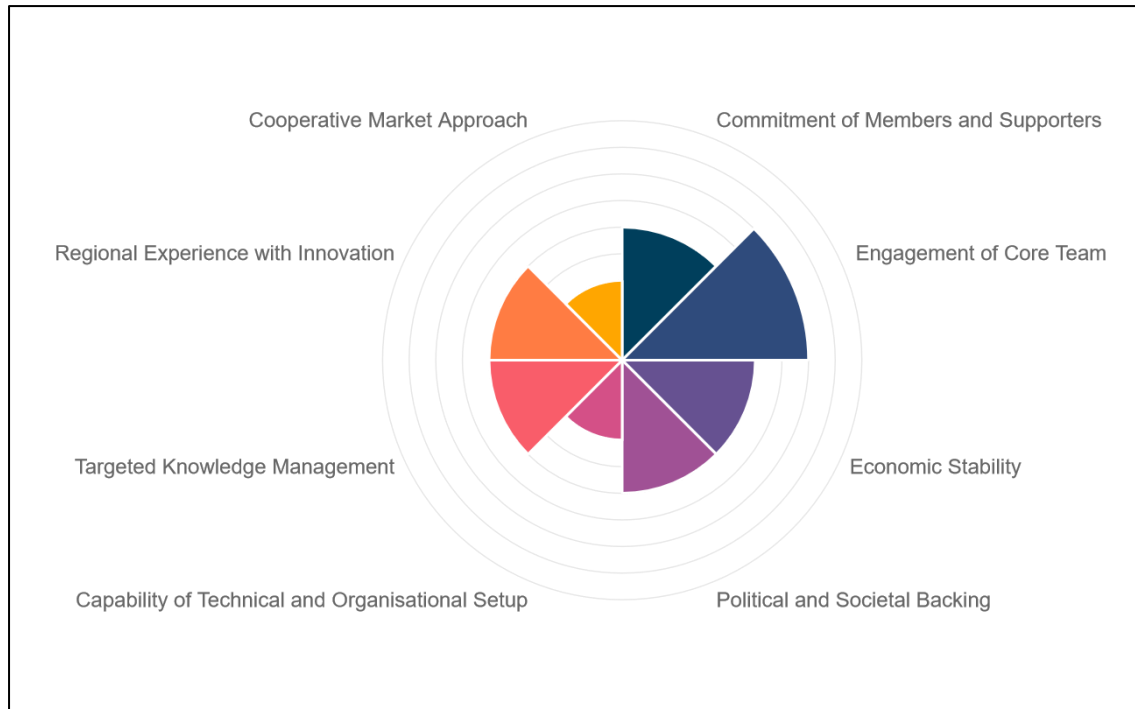 Cooperative Market Approach
Commitment of Members and Supporters
Regional Experience with Innovation
Engagement of Core Team
Targeted Knowledge Management
Economic Stability
Capability of Technical and Organisational Setup
Political and Societal Backing